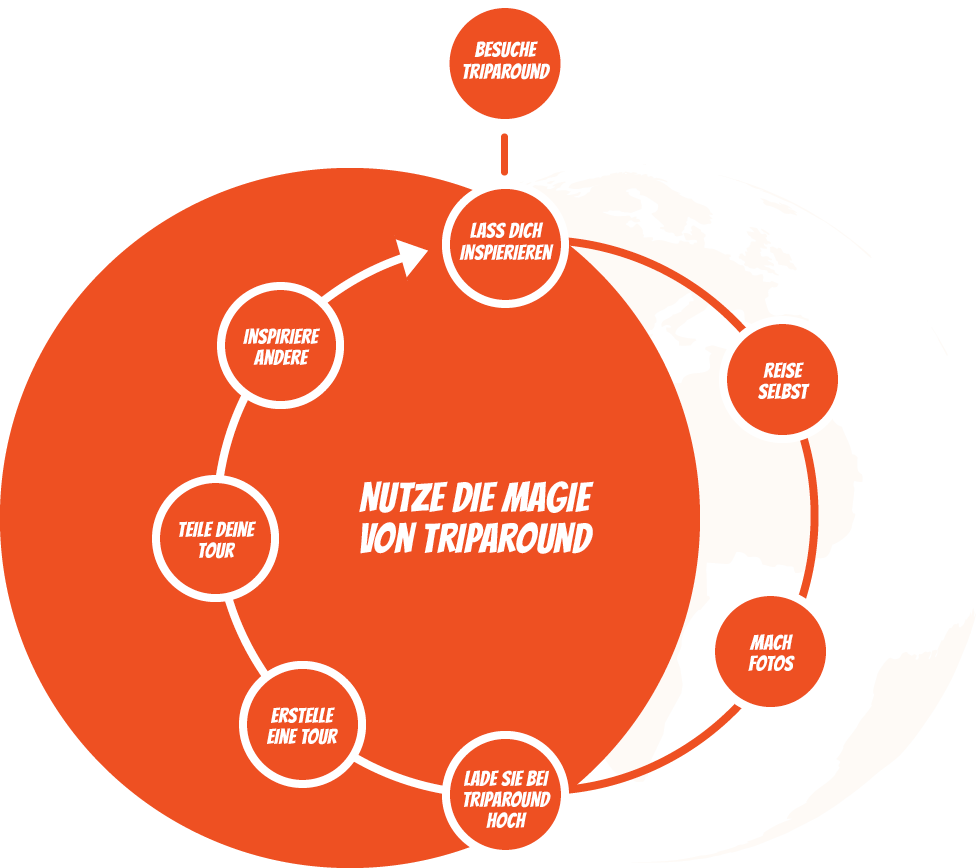 BESUCHE
TRIPAROUND
LASS DICH
INSPIERIEREN
REISE
SELBST
MACH
FOTOS
LADE SIE BEI
TRIPAROUND
HOCH
ERSTELLE
EINE TOUR
TEILE DEINE
TOUR
INSPIRIERE
ANDERE
NUTZE DIE MAGIE
VON TRIPAROUND